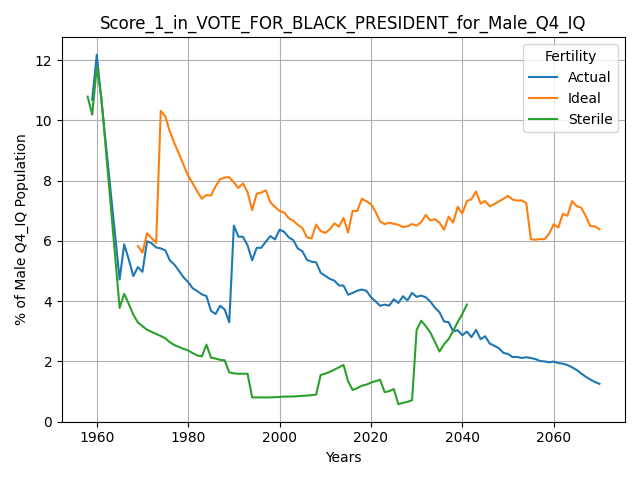 Score_1_in_VOTE_FOR_BLACK_PRESIDENT_for_Male_Q4_IQ
% of Male Q4_IQ Population
12
10
8
6
4
2
0
Fertility
Actual
Ideal
Sterile
1960 1980 2000 2020 2040 2060
Years